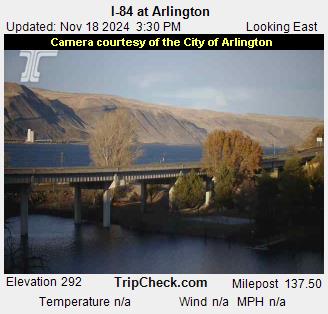 I-84 at Arlington
Updated: Nov 18 2024 3:30 PM Looking East
Camera courtesy of the City of Arlington
Elevation 292 TripCheck.com Milepost 137.50
Temperature n/a Wind n/a MPH n/a